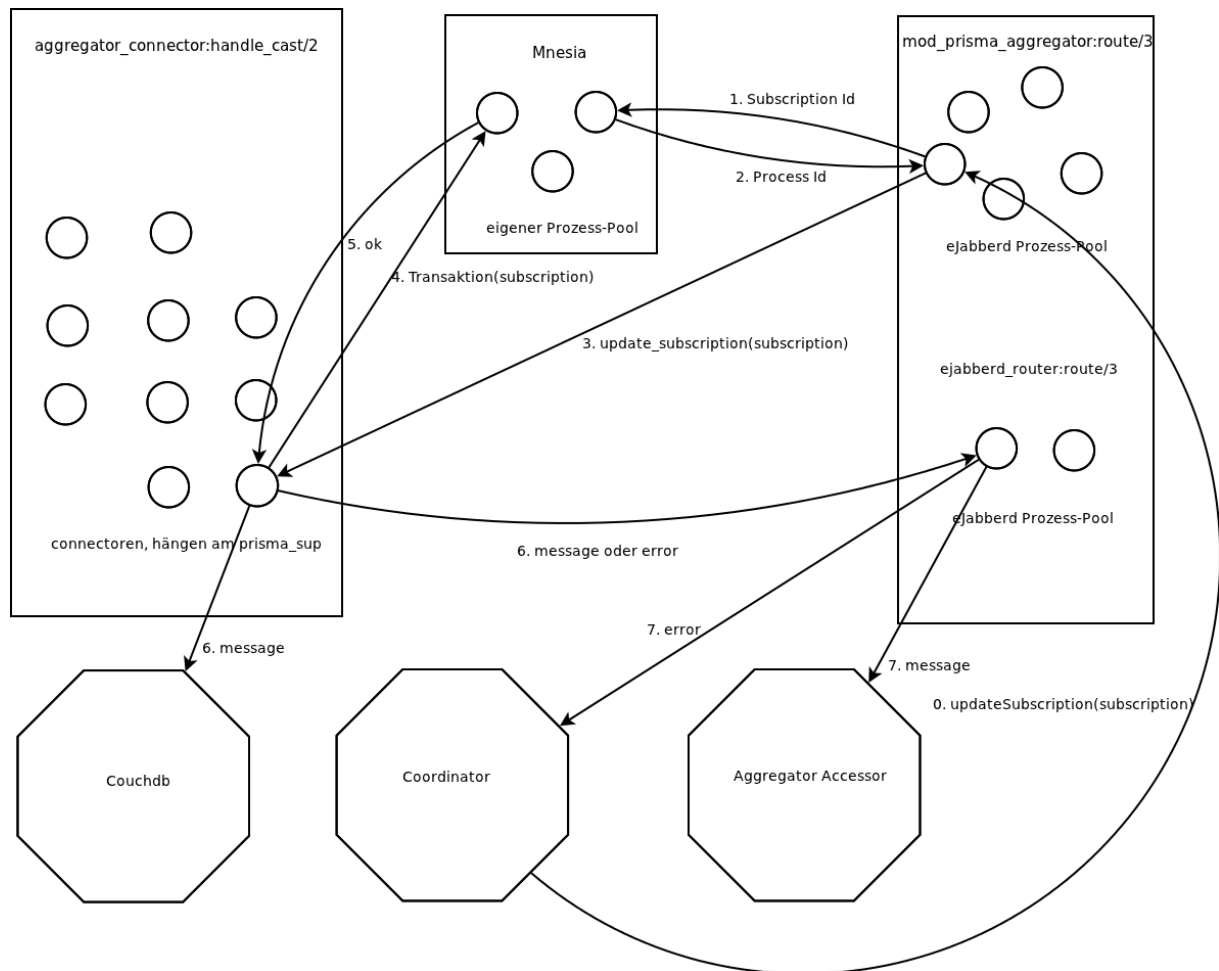 aggregator_connector:handle_cast/2
Mnesia
mod_prisma_aggregator:route/3
1. Subscription Id
2. Process Id
eigener Prozess-Pool
eJabberd Prozess-Pool
5. ok
4. Transaktion(subscription)
3. update_subscription(subscription)
ejabberd_router:route/3
eJabberd Prozess-Pool
connectoren, hängen am prisma_sup
6. message oder error
6. message
7. error
7. message
0. updateSubscription(subscription)
Couchdb
Coordinator
Aggregator Accessor